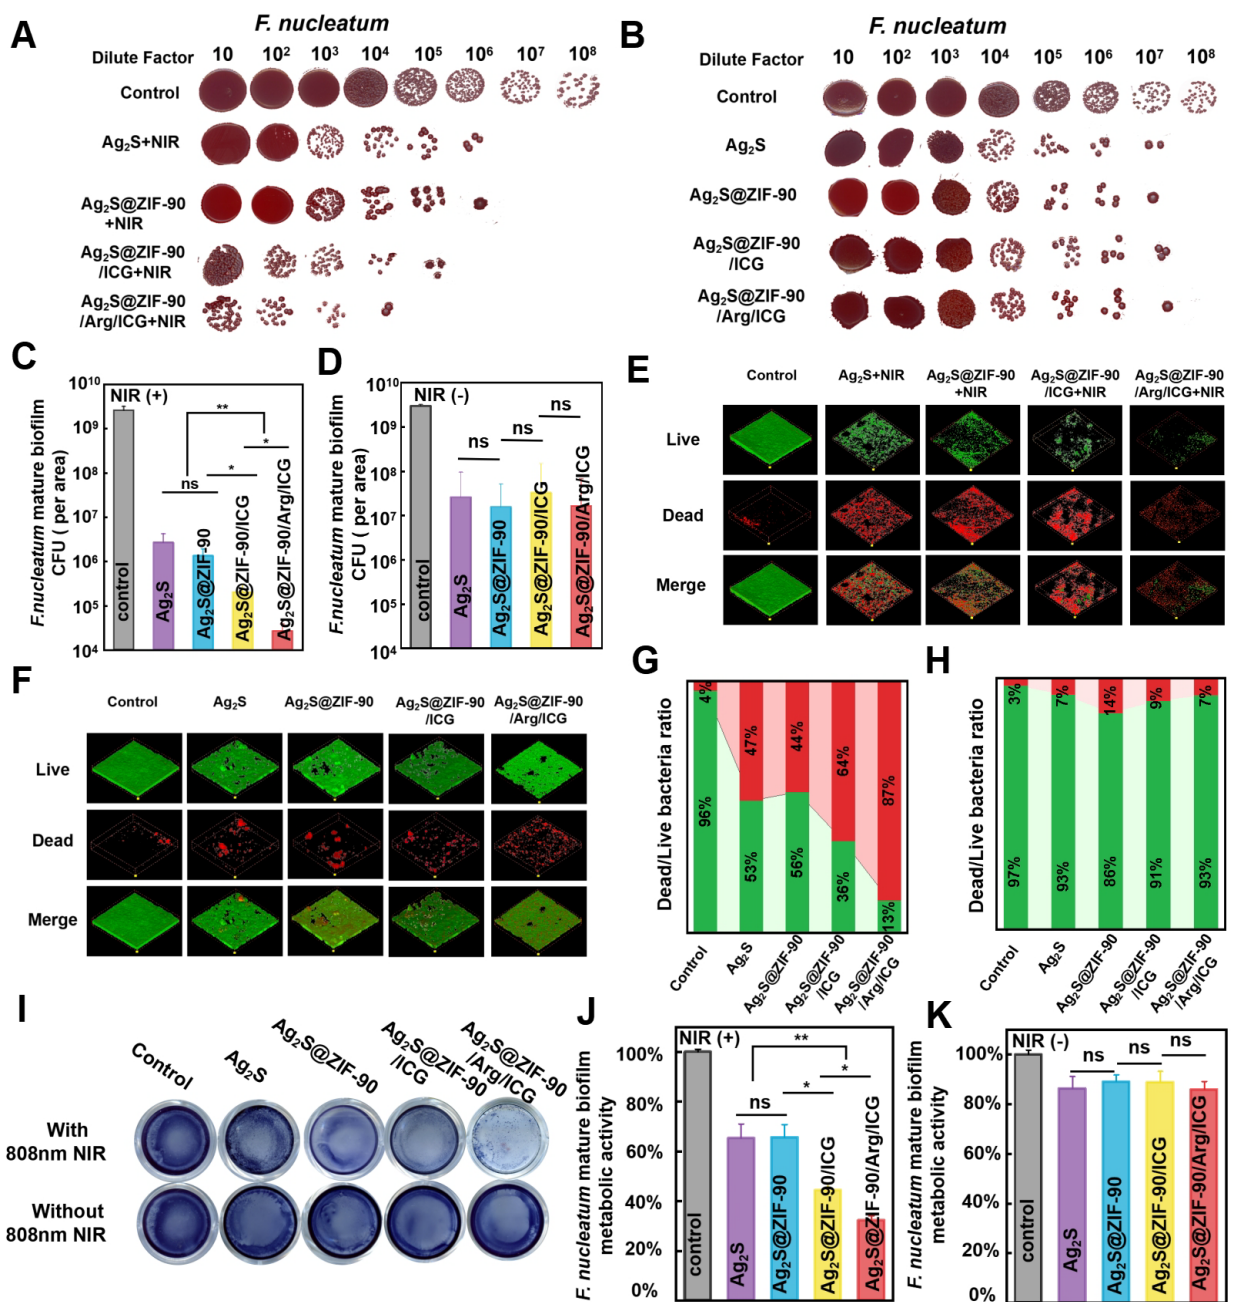 A
F. nucleatum
Dilute Factor 10 10² 10³ 10⁴ 10⁵ 10⁶ 10⁷ 10⁸
Control
Ag₂S+NIR
Ag₂S@ZIF-90
+NIR
Ag₂S@ZIF-90
/ICG+NIR
Ag₂S@ZIF-90
/Arg/ICG+NIR
B
F. nucleatum
Dilute Factor 10 10² 10³ 10⁴ 10⁵ 10⁶ 10⁷ 10⁸
Control
Ag₂S
Ag₂S@ZIF-90
Ag₂S@ZIF-90
/ICG
Ag₂S@ZIF-90
/Arg/ICG
C
F.nucleatum mature biofilm
CFU ( per area)
10¹⁰
10⁹
10⁸
10⁷
10⁶
10⁵
10⁴
NIR (+)
**
*
*
ns
control
Ag₂S
Ag₂S@ZIF-90
Ag₂S@ZIF-90/ICG
Ag₂S@ZIF-90/Arg/ICG
D
F.nucleatum mature biofilm
CFU ( per area)
10¹⁰
10⁹
10⁸
10⁷
10⁶
10⁵
10⁴
NIR (-)
ns
ns
ns
control
Ag₂S
Ag₂S@ZIF-90
Ag₂S@ZIF-90/ICG
Ag₂S@ZIF-90/Arg/ICG
E
Control
Ag₂S+NIR
Ag₂S@ZIF-90
+NIR
Ag₂S@ZIF-90
/ICG+NIR
Ag₂S@ZIF-90
/Arg/ICG+NIR
Live
Dead
Merge
F
Control
Ag₂S
Ag₂S@ZIF-90
Ag₂S@ZIF-90
/ICG
Ag₂S@ZIF-90
/Arg/ICG
Live
Dead
Merge
G
Dead/Live bacteria ratio
4%
47%
44%
64%
87%
96%
53%
56%
36%
13%
Control
Ag₂S
Ag₂S@ZIF-90
Ag₂S@ZIF-90
/ICG
Ag₂S@ZIF-90
/Arg/ICG
H
Dead/Live bacteria ratio
3%
7%
14%
9%
7%
97%
93%
86%
91%
93%
Control
Ag₂S
Ag₂S@ZIF-90
Ag₂S@ZIF-90
/ICG
Ag₂S@ZIF-90
/Arg/ICG
I
Control
Ag₂S
Ag₂S@ZIF-90
Ag₂S@ZIF-90
/ICG
Ag₂S@ZIF-90
/Arg/ICG
With
808nm NIR
Without
808nm NIR
J
F. nucleatum mature biofilm
metabolic activity
100%
80%
60%
40%
20%
0%
NIR (+)
**
*
*
ns
control
Ag₂S
Ag₂S@ZIF-90
Ag₂S@ZIF-90/ICG
Ag₂S@ZIF-90/Arg/ICG
K
F. nucleatum mature biofilm
metabolic activity
100%
80%
60%
40%
20%
0%
NIR (-)
ns
ns
ns
control
Ag₂S
Ag₂S@ZIF-90
Ag₂S@ZIF-90/ICG
Ag₂S@ZIF-90/Arg/ICG